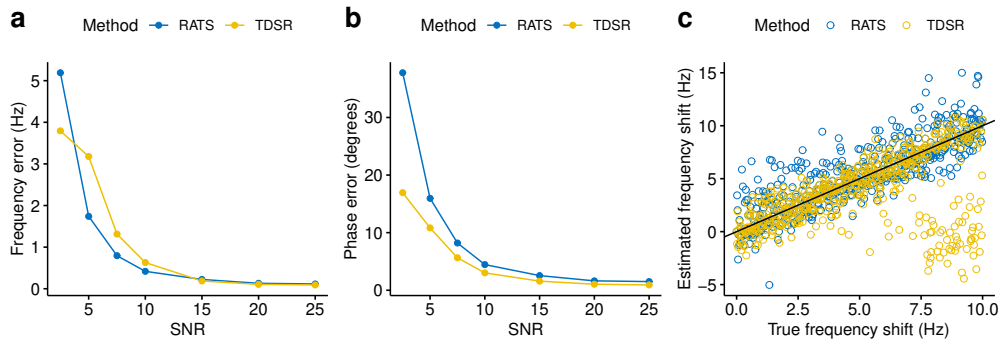 a
Method RATS TDSR
Frequency error (Hz)
5
4
3
2
1
0
5 10 15 20 25
SNR
b
Method RATS TDSR
Phase error (degrees)
30
20
10
0
5 10 15 20 25
SNR
c
Method RATS TDSR
Estimated frequency shift (Hz)
15
10
5
0
−5
0.0 2.5 5.0 7.5 10.0
True frequency shift (Hz)